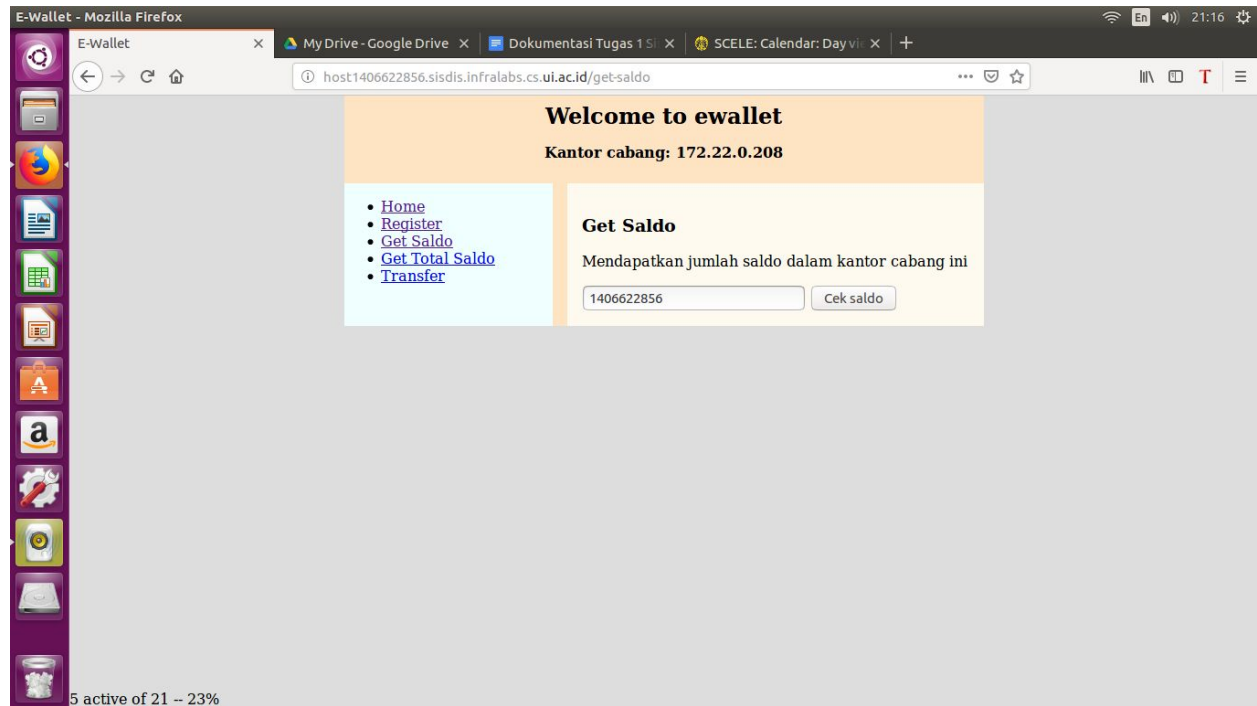 E-Wallet - Mozilla Firefox
En 21:16
E-Wallet
My Drive - Google Drive
Dokumentasi Tugas 1 Si
SCELE: Calendar: Day vie
host1406622856.sisdis.infralabs.cs.ui.ac.id/get-saldo
T
Welcome to ewallet
Kantor cabang: 172.22.0.208
Home
Register
Get Saldo
Get Total Saldo
Transfer
Get Saldo
Mendapatkan jumlah saldo dalam kantor cabang ini
1406622856
Cek saldo
A
a
5 active of 21 -- 23%